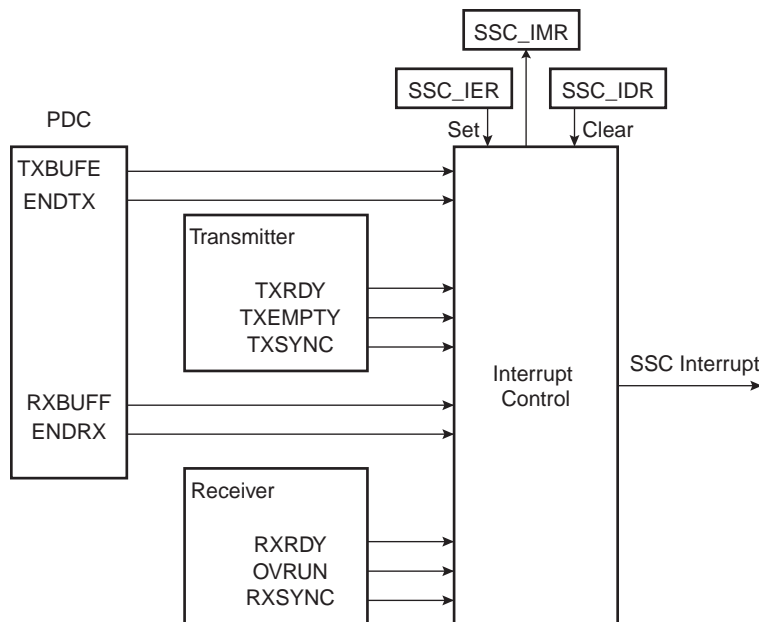 SSC_IMR
SSC_IER
SSC_IDR
Set
Clear
PDC
TXBUFE
ENDTX
Transmitter
TXRDY
TXEMPTY
TXSYNC
RXBUFF
ENDRX
Receiver
RXRDY
OVRUN
RXSYNC
Interrupt
Control
SSC Interrupt